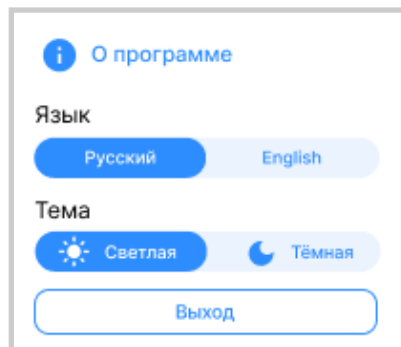 О программе
Язык
Русский English
Тема
Светлая Тёмная
Выход